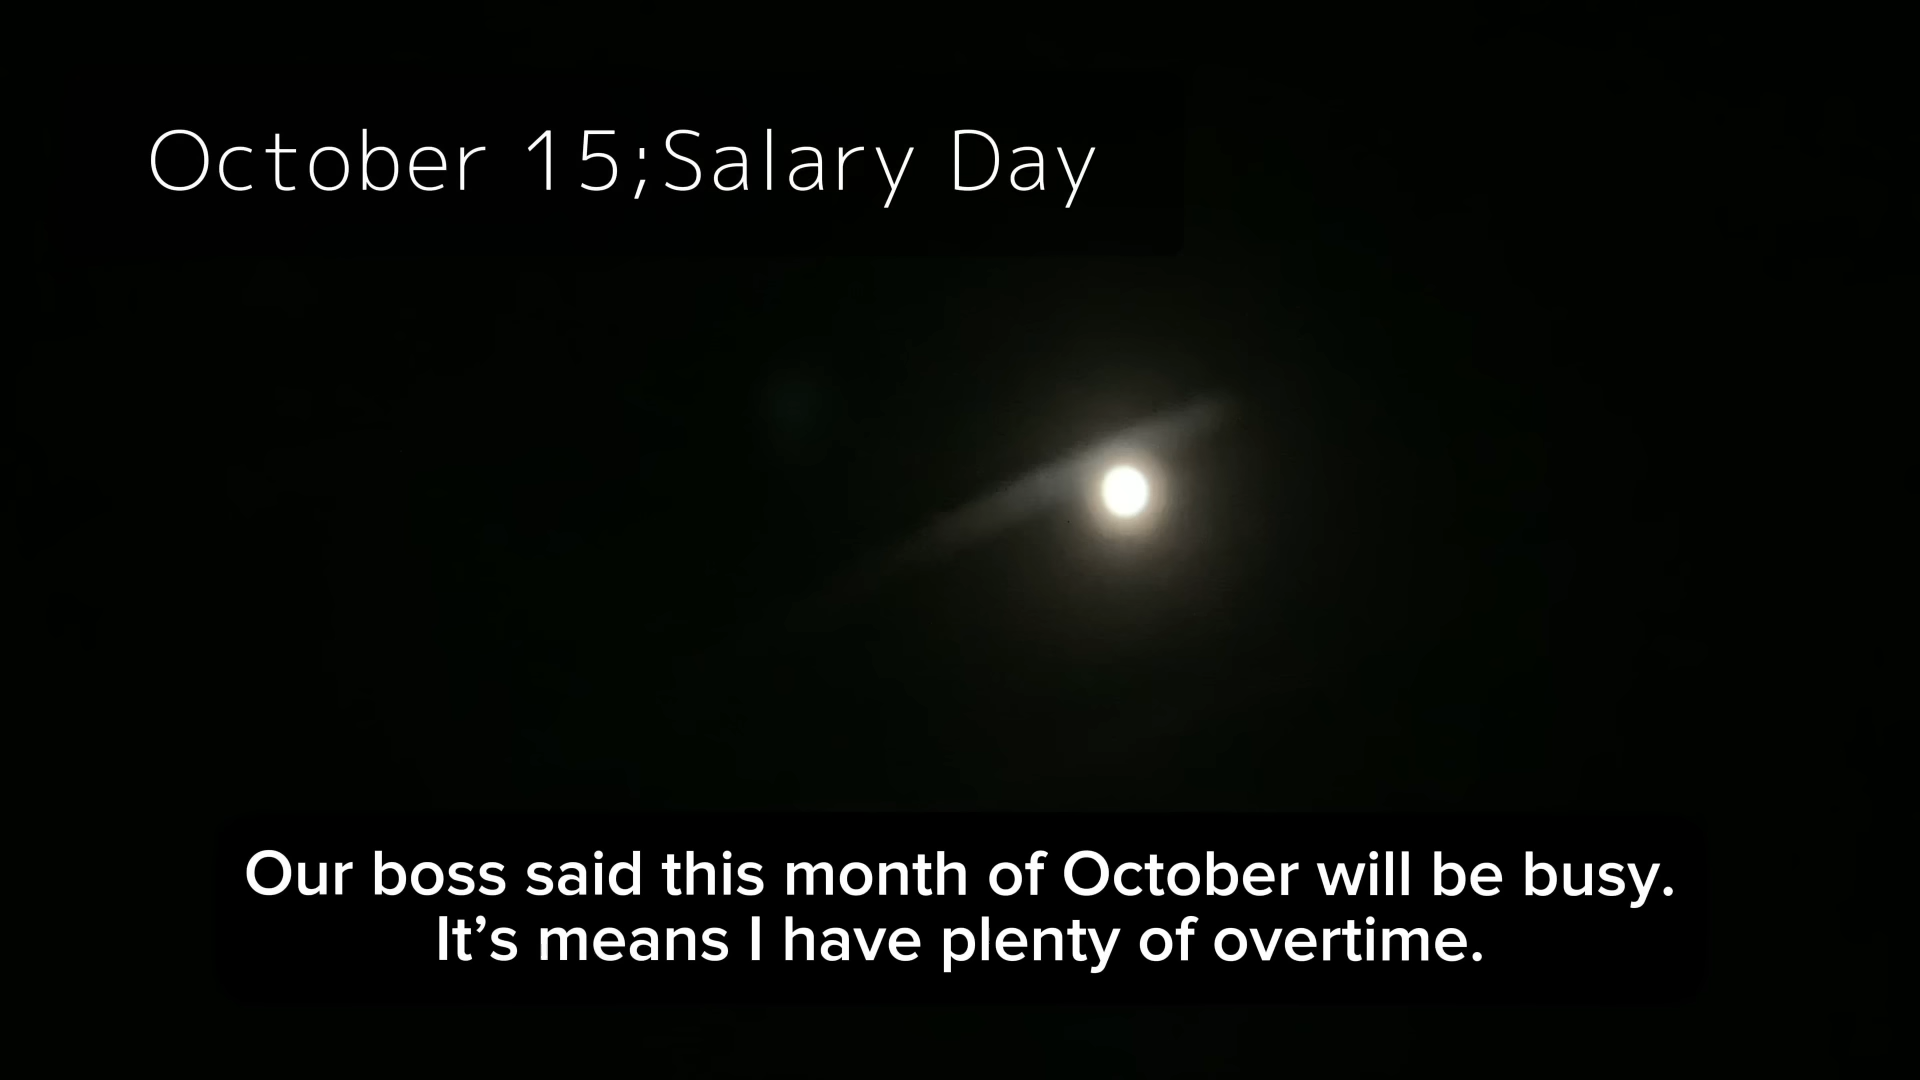 October 15;Salary Day
Our boss said this month of October will be busy.
It’s means I have plenty of overtime.